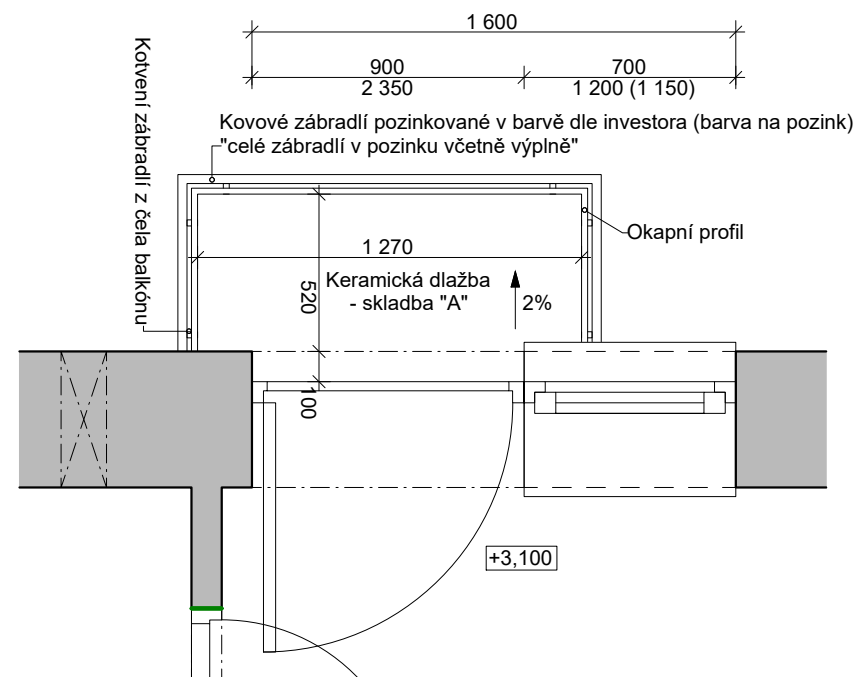 1 600
900
2 350
700
1 200 (1 150)
Kovové zábradlí pozinkované v barvě dle investora (barva na pozink)
"celé zábradlí v pozinku včetně výplně"
Kotvení zábradlí z čela balkónu
Okapní profil
1 270
520
Keramická dlažba
- skladba "A"
2%
100
+3,100